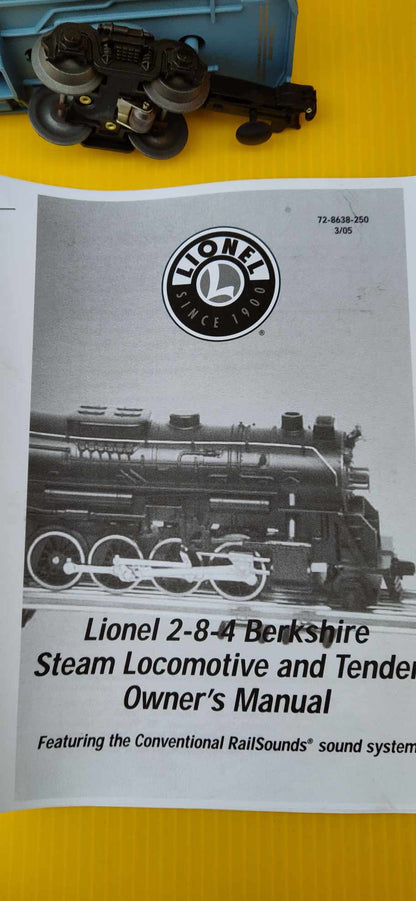 72-8638-250
3/05
LIONEL
L
SINCE 1900
®
Lionel 2-8-4 Berkshire
Steam Locomotive and Tender
Owner's Manual
Featuring the Conventional RailSounds® sound system